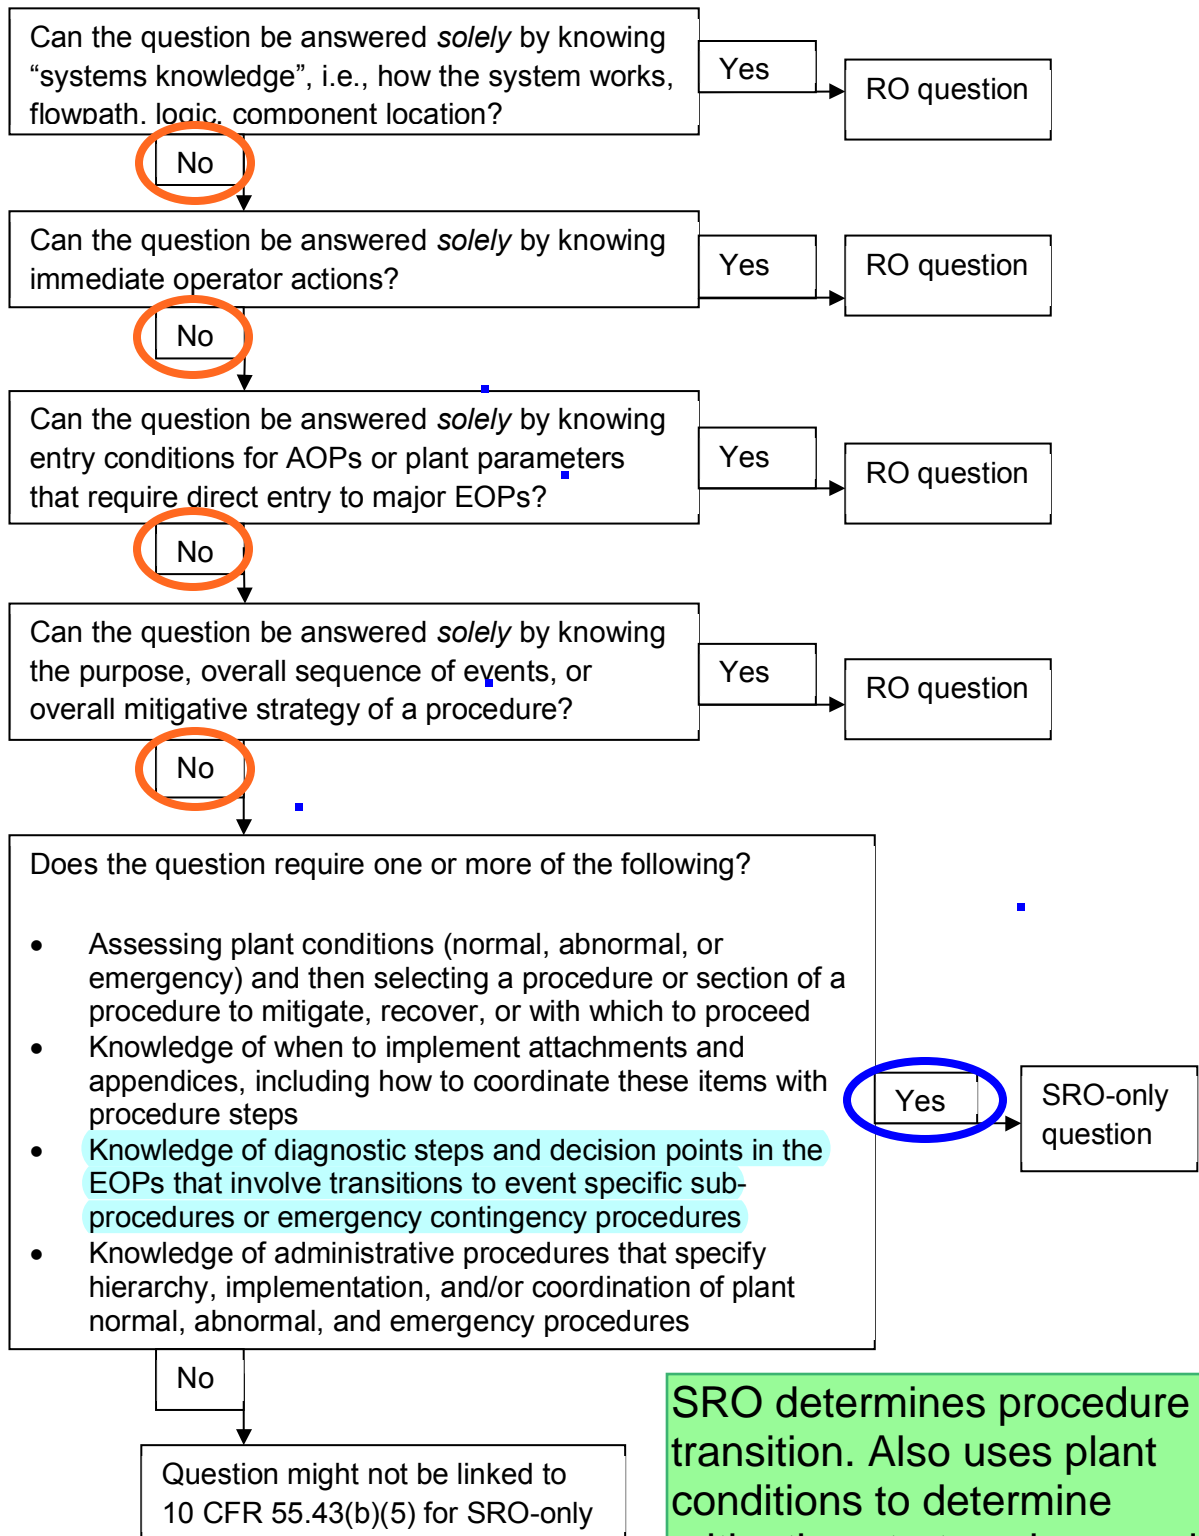 Can the question be answered solely by knowing
“systems knowledge”, i.e., how the system works,
flowpath, logic, component location?
Yes
RO question
No
Can the question be answered solely by knowing
immediate operator actions?
Yes
RO question
No
Can the question be answered solely by knowing
entry conditions for AOPs or plant parameters
that require direct entry to major EOPs?
Yes
RO question
No
Can the question be answered solely by knowing
the purpose, overall sequence of events, or
overall mitigative strategy of a procedure?
Yes
RO question
No
Does the question require one or more of the following?
• Assessing plant conditions (normal, abnormal, or
emergency) and then selecting a procedure or section of a
procedure to mitigate, recover, or with which to proceed
• Knowledge of when to implement attachments and
appendices, including how to coordinate these items with
procedure steps
• Knowledge of diagnostic steps and decision points in the
EOPs that involve transitions to event specific sub-
procedures or emergency contingency procedures
• Knowledge of administrative procedures that specify
hierarchy, implementation, and/or coordination of plant
normal, abnormal, and emergency procedures
Yes
SRO-only
question
No
Question might not be linked to
10 CFR 55.43(b)(5) for SRO-only
SRO determines procedure
transition. Also uses plant
conditions to determine